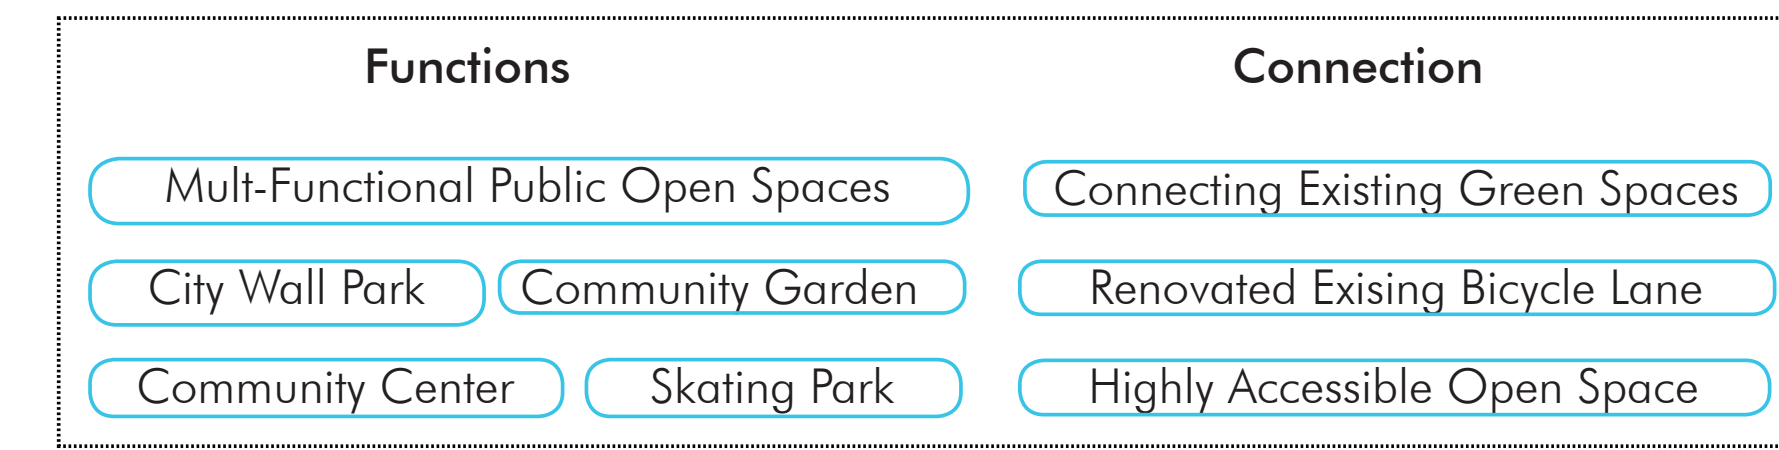 Functions
Mult-Functional Public Open Spaces
City Wall Park
Community Garden
Community Center
Skating Park
Connection
Connecting Existing Green Spaces
Renovated Exising Bicycle Lane
Highly Accessible Open Space